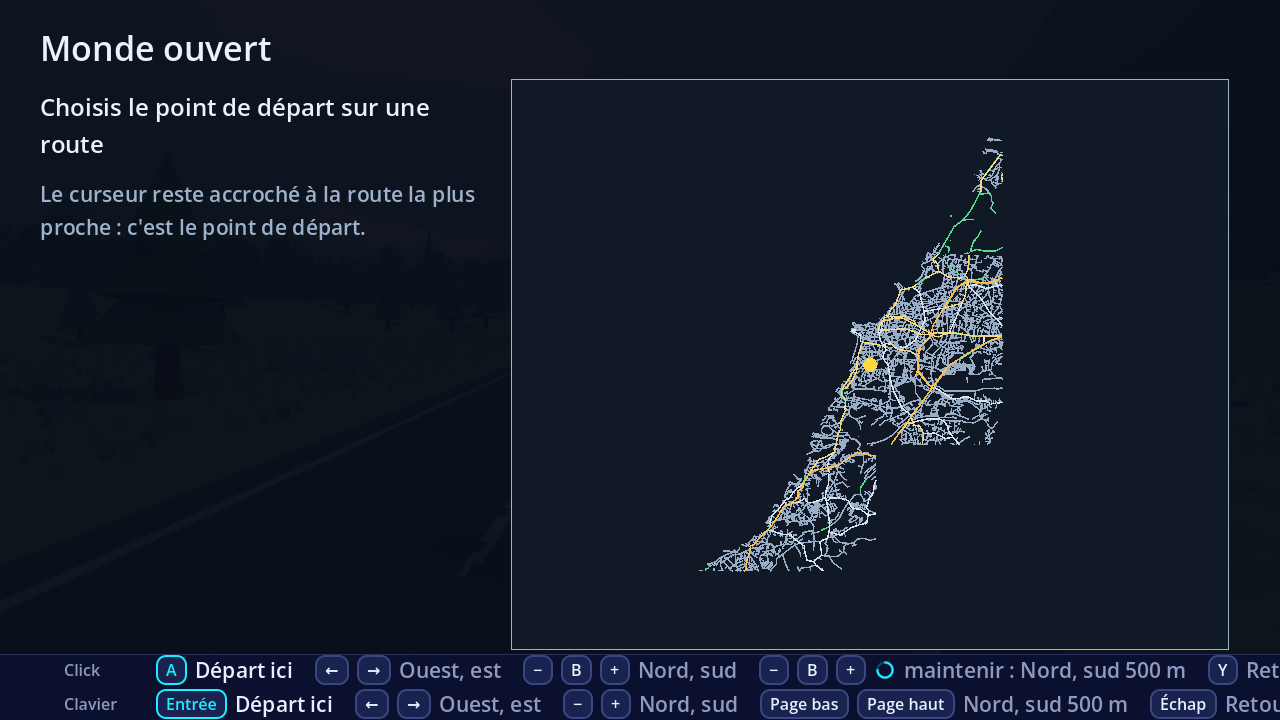 Monde ouvert
Choisis le point de départ sur une
route
Le curseur reste accroché à la route la plus
proche : c'est le point de départ.
Click A Départ ici ← → Ouest, est − B + Nord, sud − B + maintenir : Nord, sud 500 m Y Ret
Clavier Entrée Départ ici ← → Ouest, est − + Nord, sud Page bas Page haut Nord, sud 500 m Échap Retou